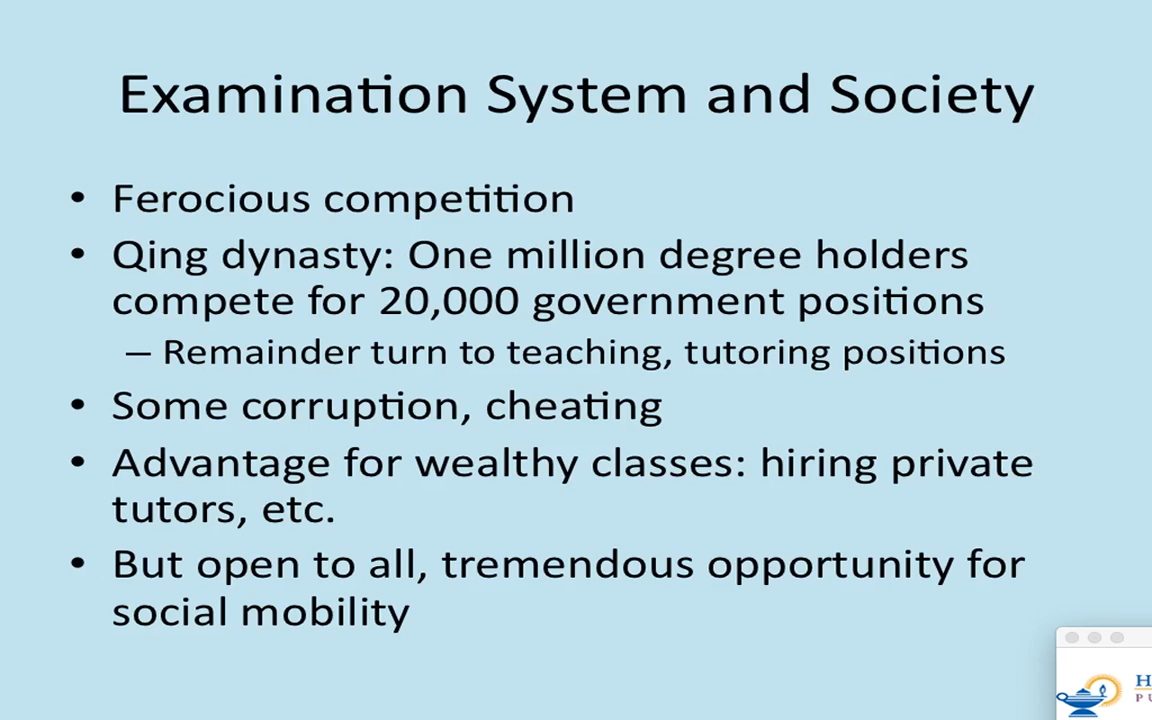 Examination System and Society
• Ferocious competition
• Qing dynasty: One million degree holders
compete for 20,000 government positions
– Remainder turn to teaching, tutoring positions
• Some corruption, cheating
• Advantage for wealthy classes: hiring private
tutors, etc.
• But open to all, tremendous opportunity for
social mobility